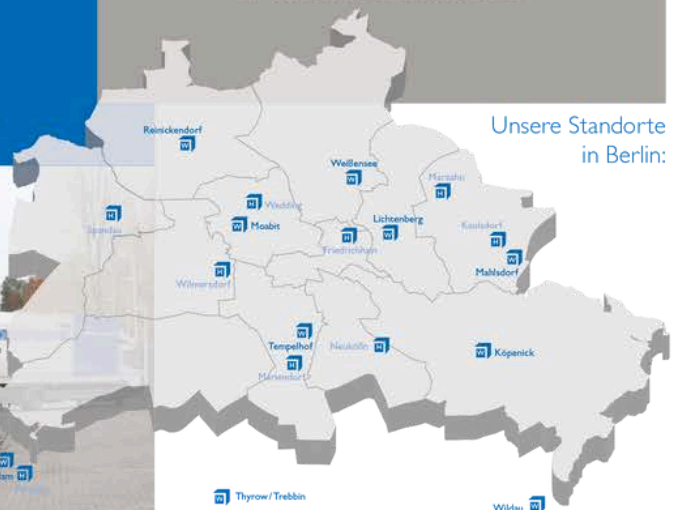 Unsere Standorte
in Berlin:
Reinickendorf
W
Weißensee
W
Marzahn
H
H Wedding
Spandau
H
W Moabit
Lichtenberg
W
H
Friedrichhain
Kaulsdorf
H
W
Mahlsdorf
H
Wilmersdorf
W
Tempelhof
H
Mariendorf
Neukölln H
W Köpenick
W
H
W Thyrow/Trebbin
Wildau W